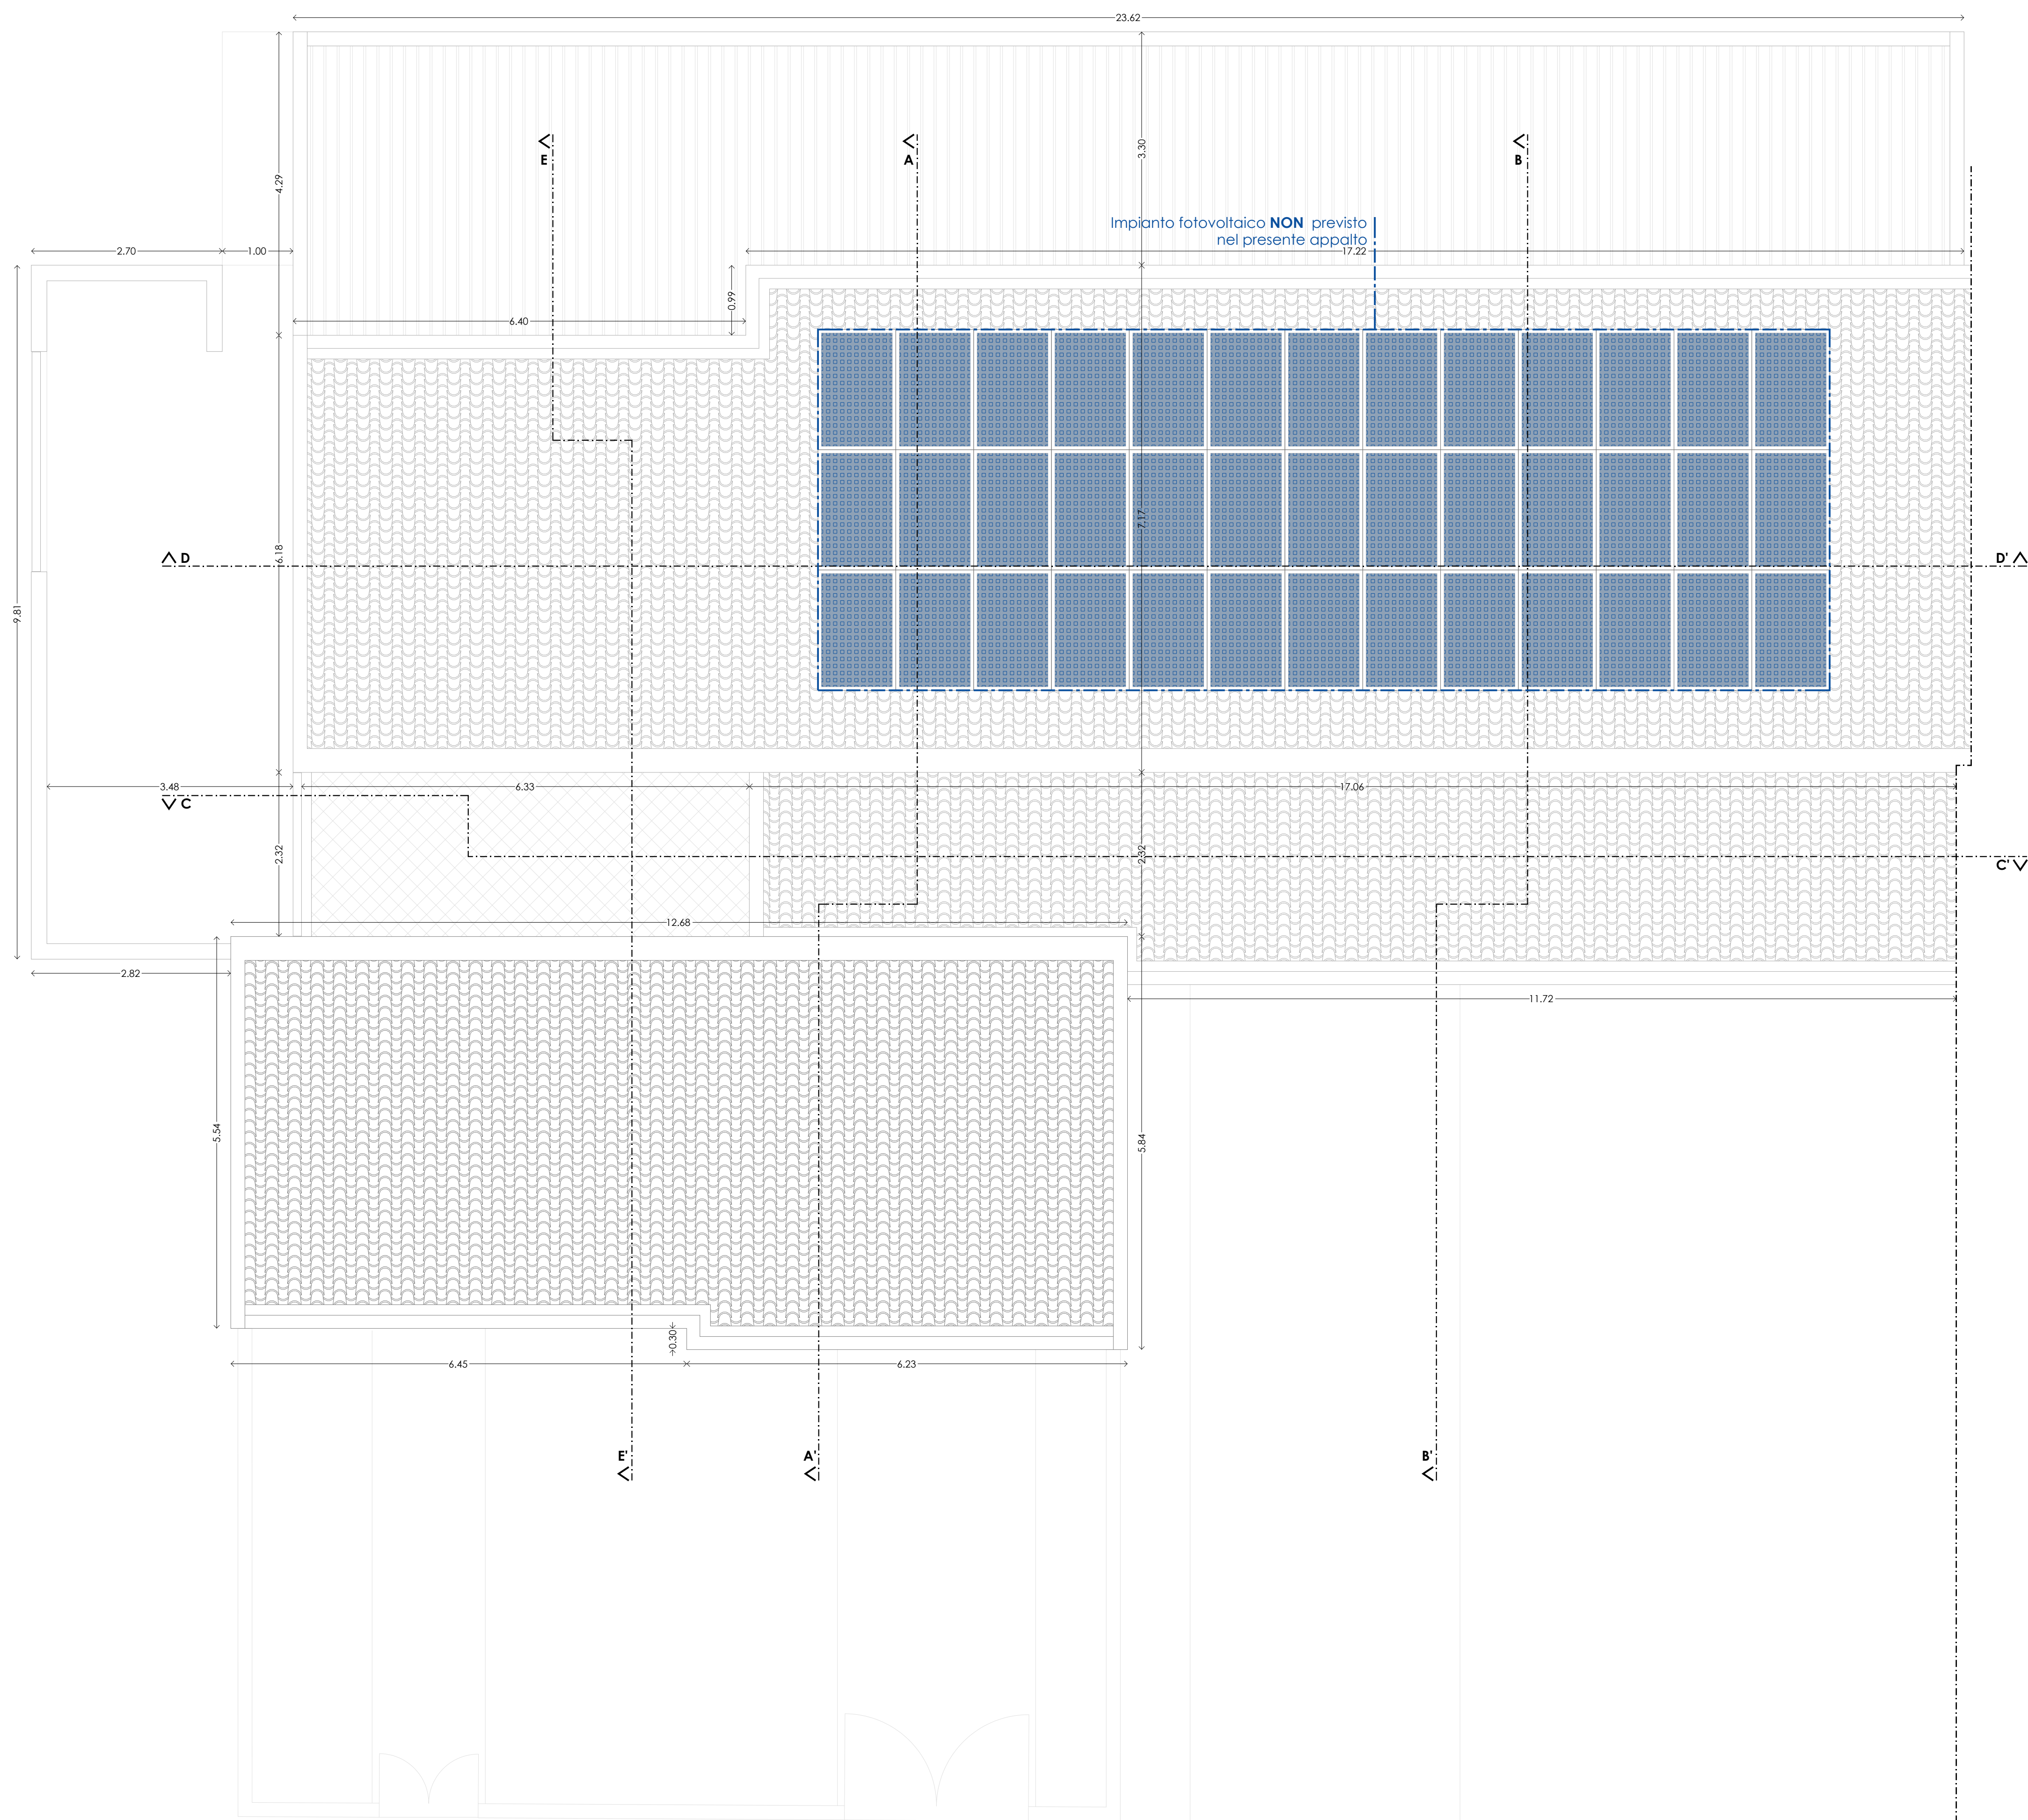 23.62
4.29
3.30
E
A
B
Impianto fotovoltaico NON previsto
nel presente appalto
2.70
1.00
17.22
0.99
6.40
7.17
6.18
D
D'
9.81
3.48
6.33
17.06
C
2.32
2.32
C'
12.68
2.82
11.72
5.54
5.84
0.30
6.45
6.23
E'
A'
B'